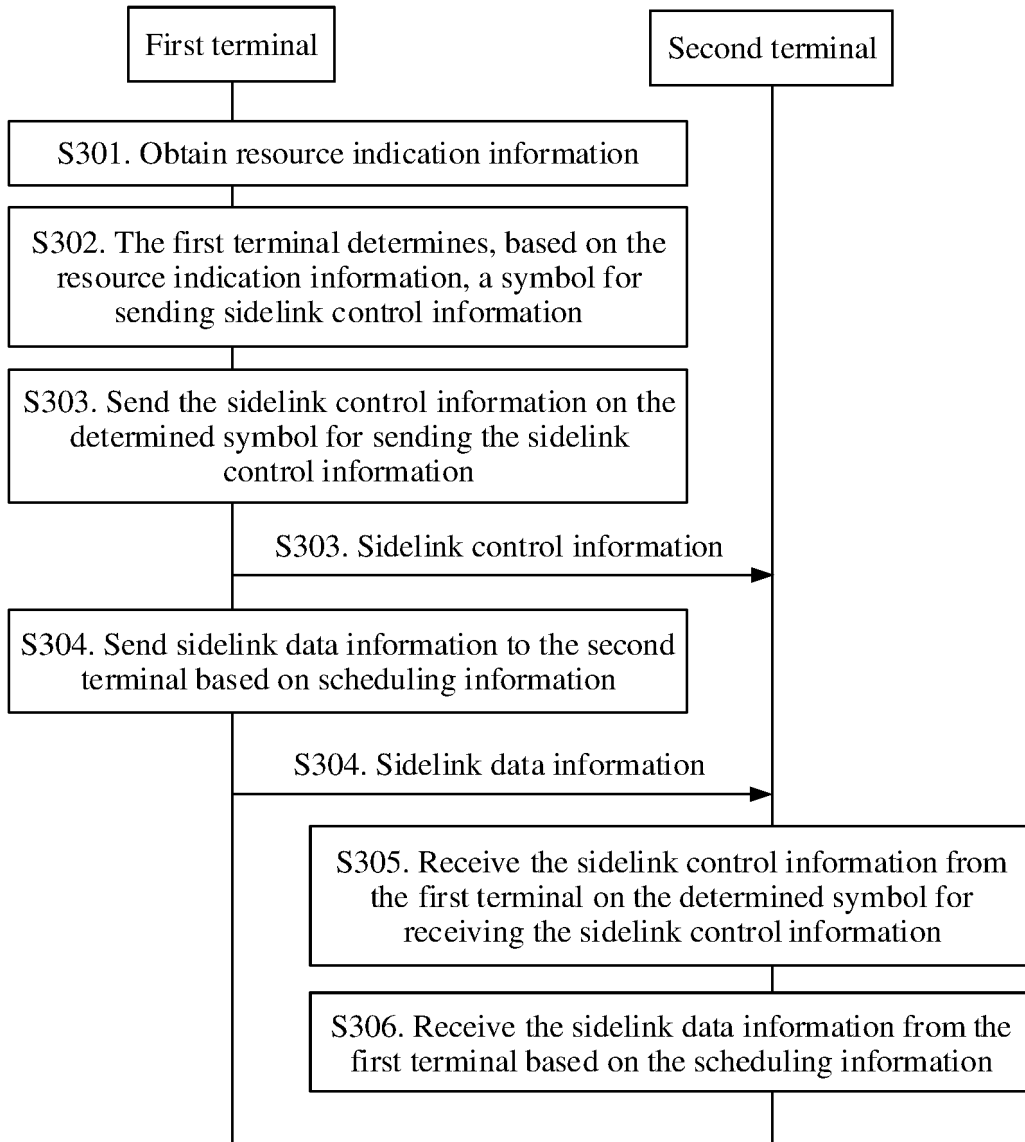 First terminal
Second terminal
S301. Obtain resource indication information
S302. The first terminal determines, based on the
resource indication information, a symbol for
sending sidelink control information
S303. Send the sidelink control information on the
determined symbol for sending the sidelink
control information
S303. Sidelink control information
S304. Send sidelink data information to the second
terminal based on scheduling information
S304. Sidelink data information
S305. Receive the sidelink control information from
the first terminal on the determined symbol for
receiving the sidelink control information
S306. Receive the sidelink data information from the
first terminal based on the scheduling information